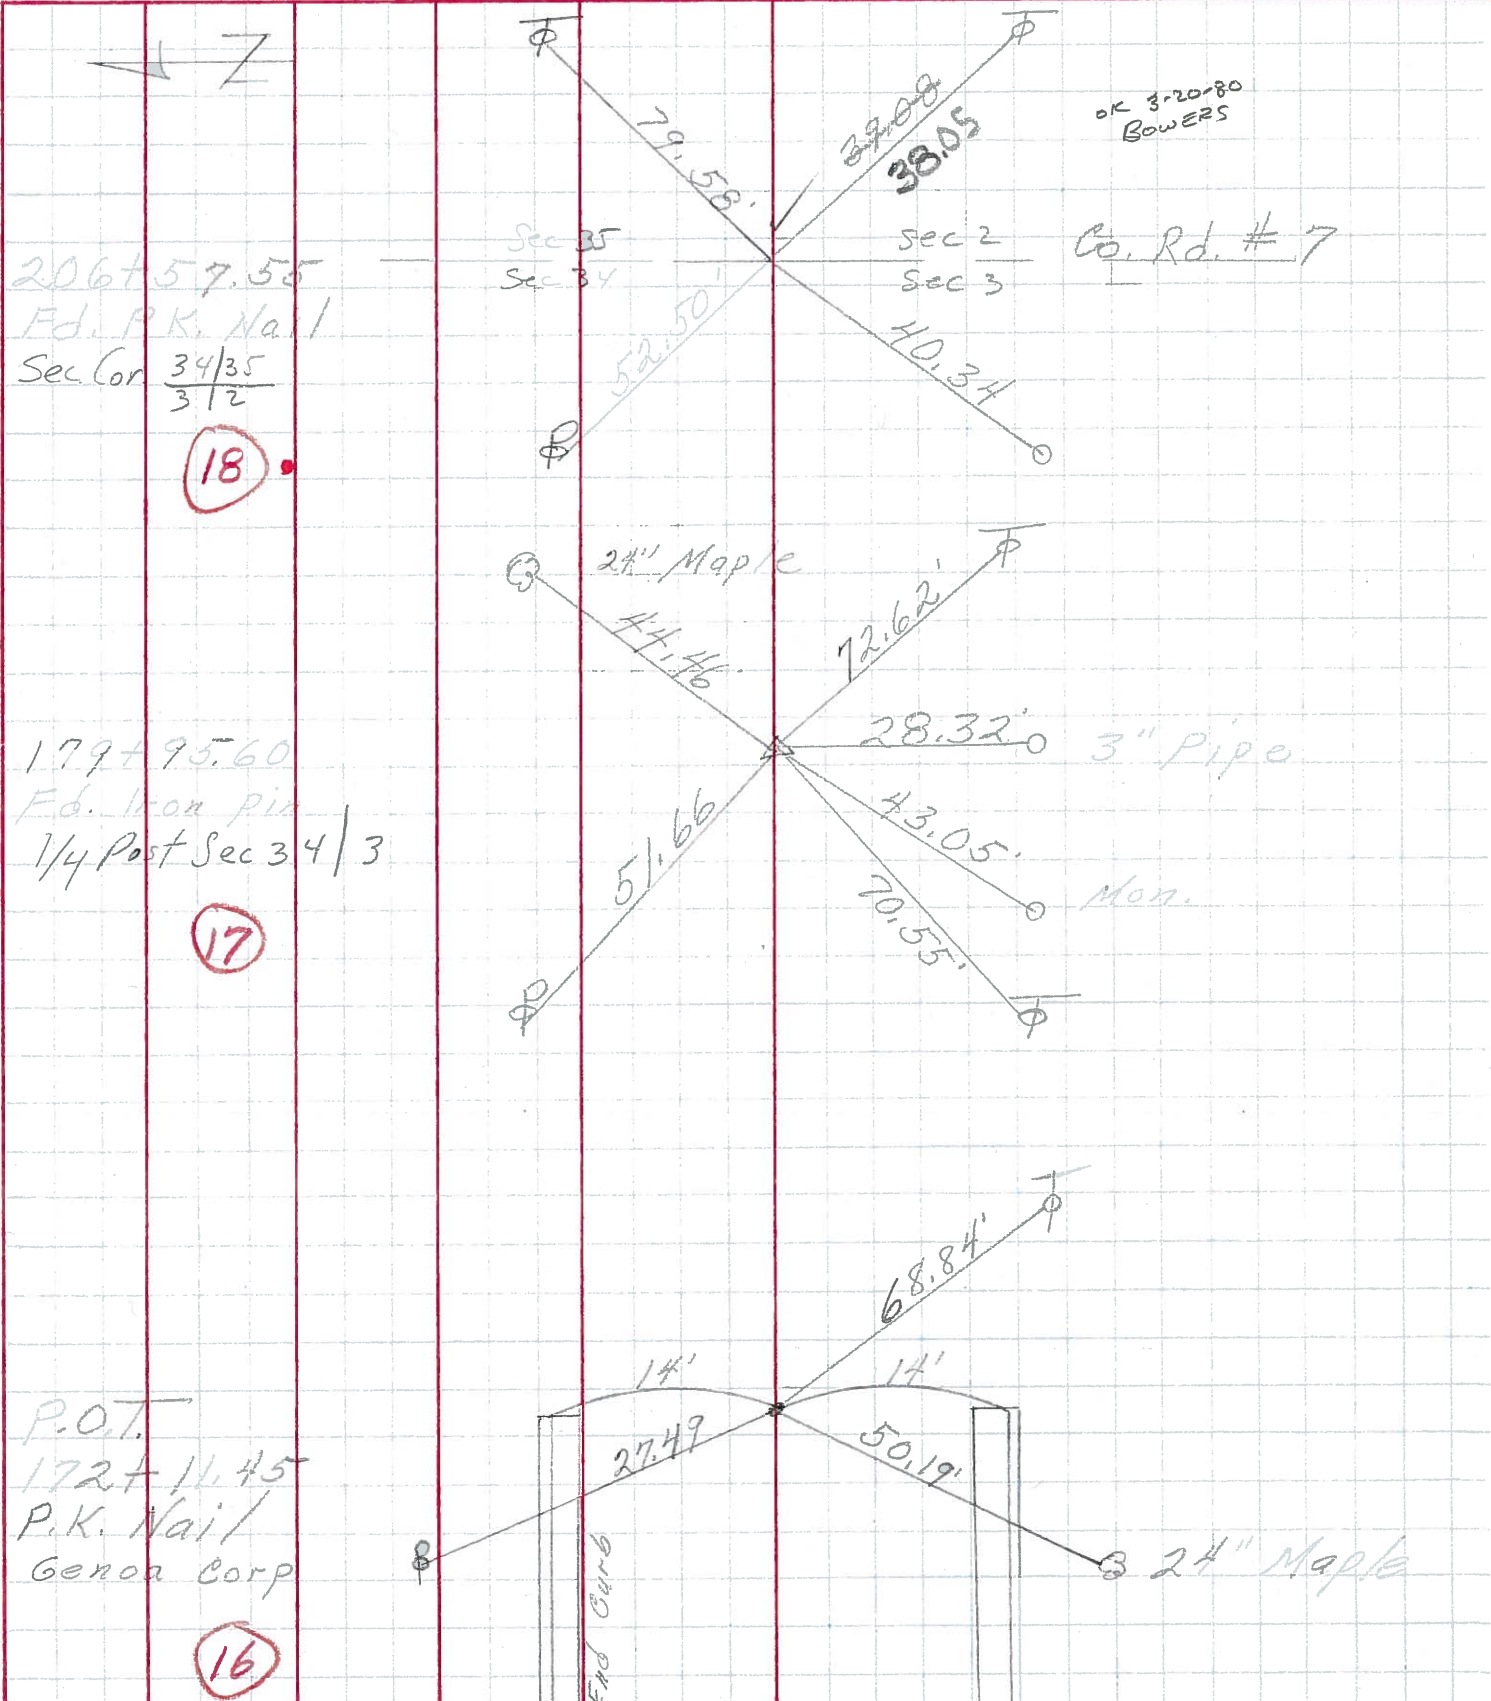 N
79.58'
38.05
OK 3-20-80
BOWERS
Sec 35
Sec 34
Sec 2
Sec 3
Co. Rd. # 7
206+57.55
Fd. P.K. Nail
Sec Cor 34/35
3/2
52.50'
40.34
18
24" Maple
44.46
72.62'
28.32'
3" Pipe
179+95.60
Fd. Iron Pin
1/4 Post Sec 34/3
51.66
43.05'
Mon.
70.55'
17
68.84'
14'
14'
P.O.T.
172+11.45
P.K. Nail
Genoa Corp
27.49
50.19'
24" Maple
End Curb
16